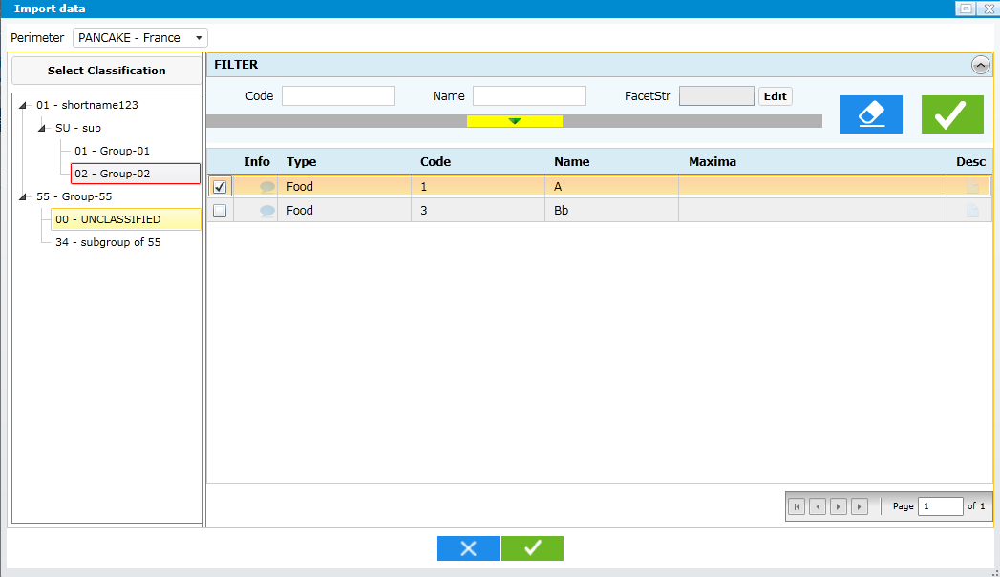 Import data
Perimeter PANCAKE - France
Select Classification
01 - shortname123
SU - sub
01 - Group-01
02 - Group-02
55 - Group-55
00 - UNCLASSIFIED
34 - subgroup of 55
FILTER
Code Name FacetStr Edit
Info Type Code Name Maxima Desc
Food 1 A
Food 3 Bb
Page 1 of 1